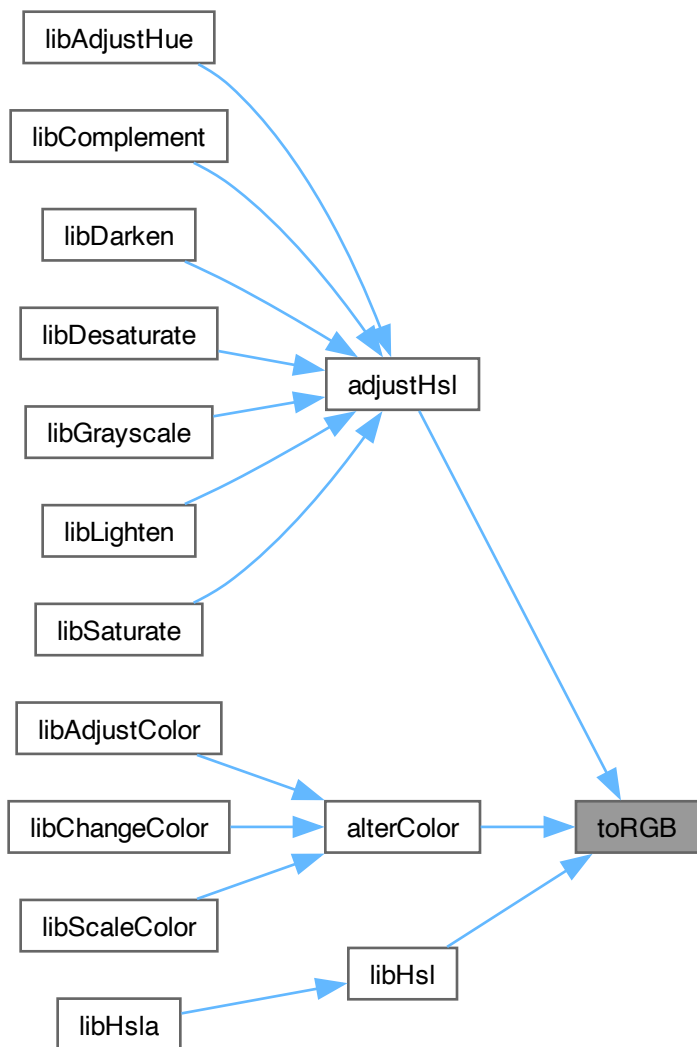 libAdjustHue
libComplement
libDarken
libDesaturate
adjustHsl
libGrayscale
libLighten
libSaturate
libAdjustColor
libChangeColor
alterColor
toRGB
libScaleColor
libHsl
libHsla